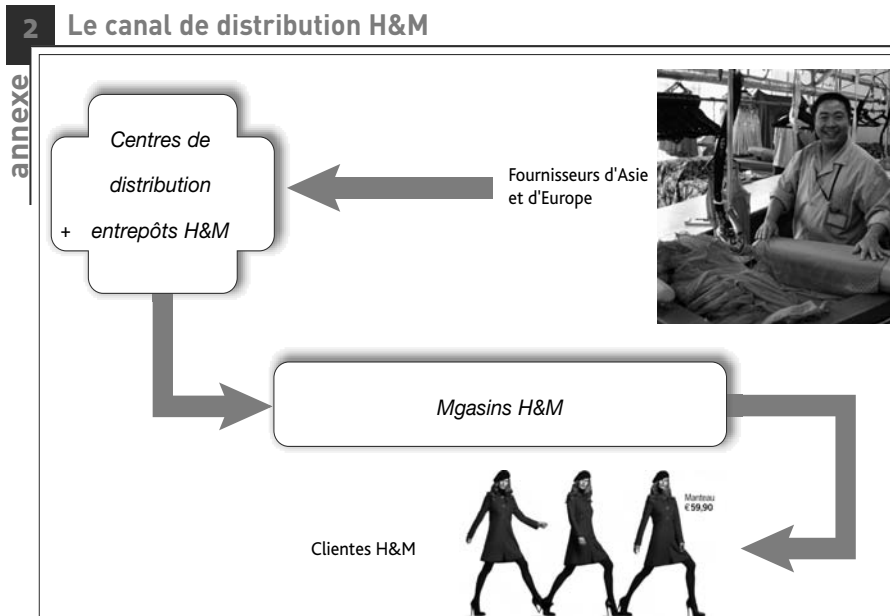 2 Le canal de distribution H&M
annexe
Centres de
distribution
+ entrepôts H&M
Fournisseurs d'Asie
et d'Europe
Mgasins H&M
Manteau
€59,90
Clientes H&M